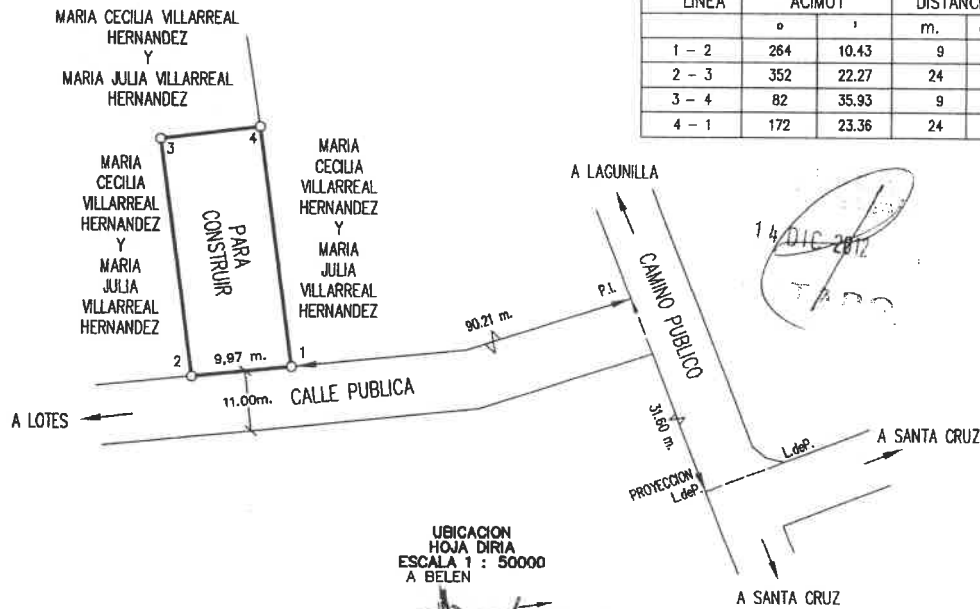 MARIA CECILIA VILLARREAL
HERNANDEZ
Y
MARIA JULIA VILLARREAL
HERNANDEZ
LINEA ACIMUT
° ' m.
1 - 2 264 10.43 9
2 - 3 352 22.27 24
3 - 4 82 35.93 9
4 - 1 172 23.36 24
3
4
MARIA
CECILIA
VILLARREAL
HERNANDEZ
Y
MARIA
JULIA
VILLARREAL
HERNANDEZ
PARA
CONSTRUIR
MARIA
CECILIA
VILLARREAL
HERNANDEZ
Y
MARIA
JULIA
VILLARREAL
HERNANDEZ
A LAGUNILLA
14 DIC 2012
CAMINO PUBLICO
P.I.
90.21 m.
2
9,97 m.
1
11.00m.
CALLE PUBLICA
A LOTES
31.60 m.
L.deP.
A SANTA CRUZ
PROYECCION
L.deP.
UBICACION
HOJA DIRIA
ESCALA 1 : 50000
A BELEN
A SANTA CRUZ